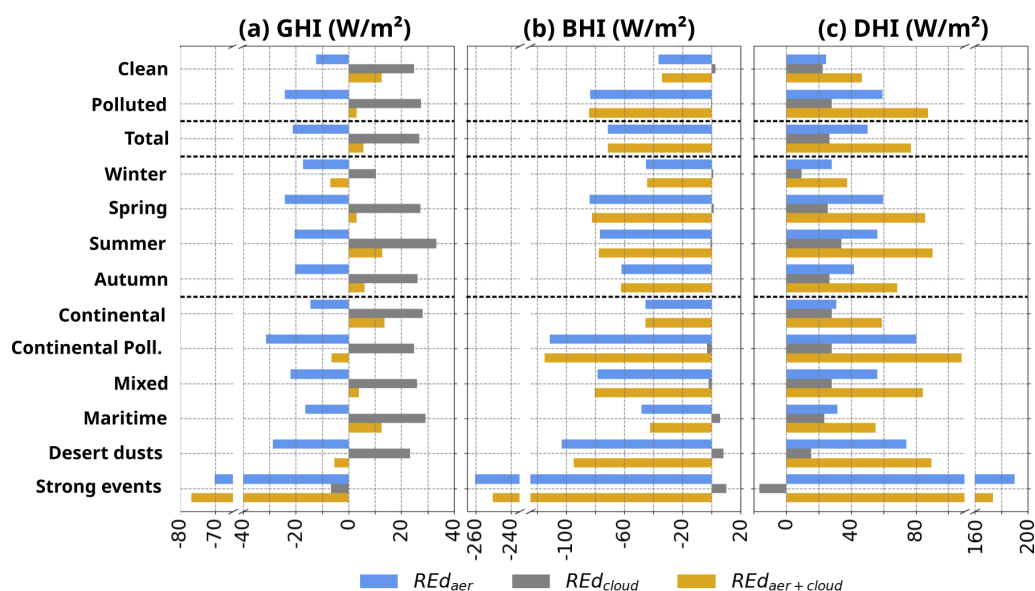 (a) GHI (W/m²) (b) BHI (W/m²) (c) DHI (W/m²)
Clean
Polluted
Total
Winter
Spring
Summer
Autumn
Continental
Continental Poll.
Mixed
Maritime
Desert dusts
Strong events
-80 -70 -40 -20 0 20 40 -260 -240 -100 -60 -20 20 0 40 80 160 200
REd_aer REd_cloud REd_aer+cloud